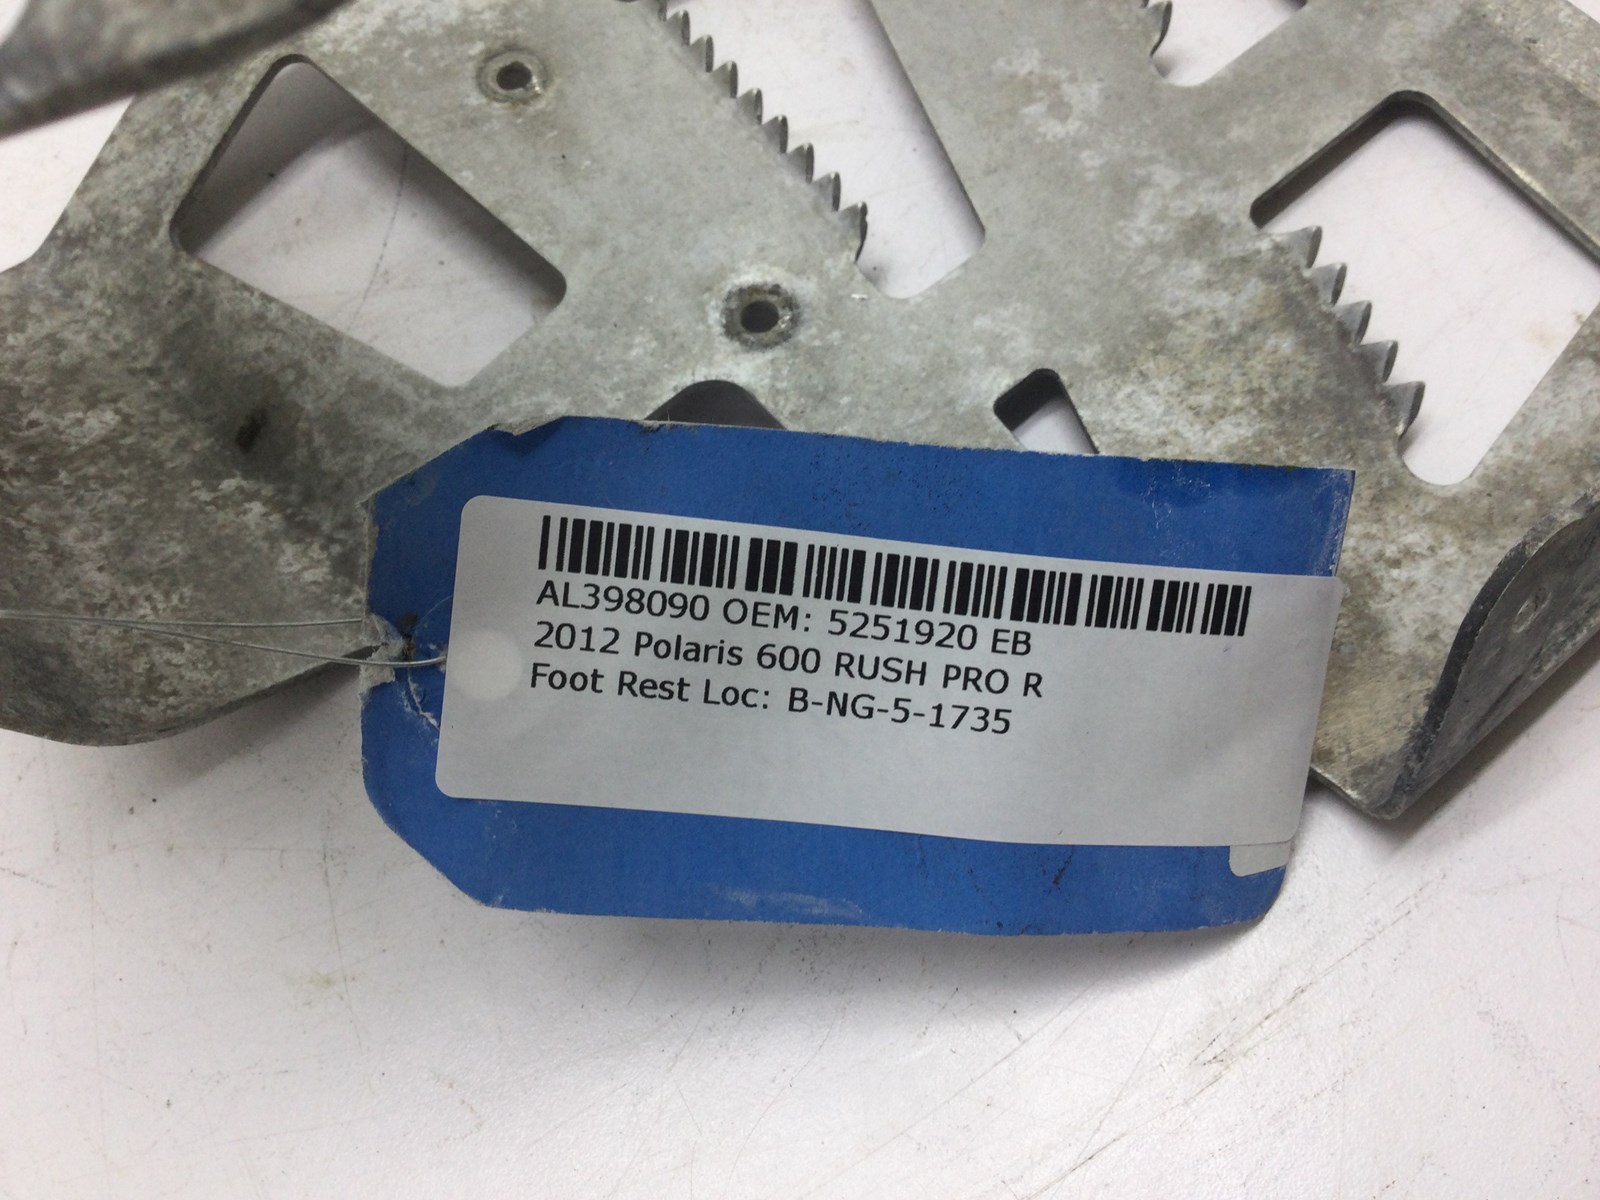 AL398090 OEM: 5251920 EB
2012 Polaris 600 RUSH PRO R
Foot Rest Loc: B-NG-5-1735